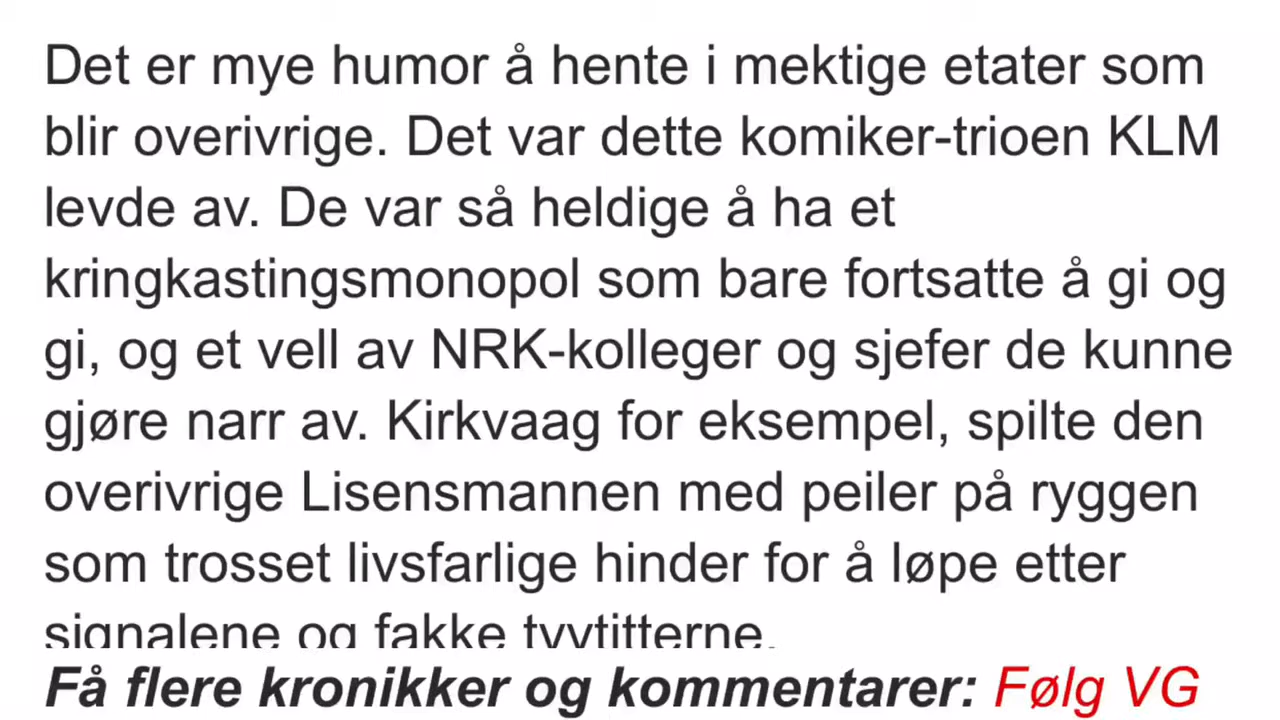 Det er mye humor å hente i mektige etater som
blir overivrige. Det var dette komiker-trioen KLM
levde av. De var så heldige å ha et
kringkastingsmonopol som bare fortsatte å gi og
gi, og et vell av NRK-kolleger og sjefer de kunne
gjøre narr av. Kirkvaag for eksempel, spilte den
overivrige Lisensmannen med peiler på ryggen
som trosset livsfarlige hinder for å løpe etter
signalene og fakke tyvtitterne.
Få flere kronikker og kommentarer: Følg VG